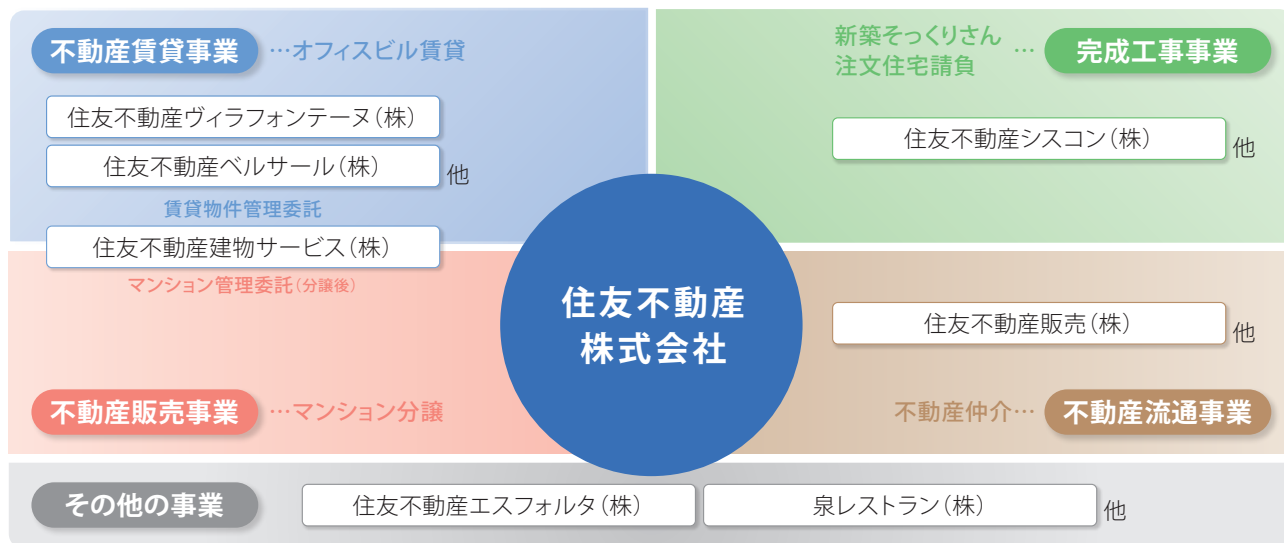 不動産賃貸事業 …オフィスビル賃貸
住友不動産ヴィラフォンテーヌ(株)
住友不動産ベルサール(株) 他
賃貸物件管理委託
住友不動産建物サービス(株)
マンション管理委託(分譲後)
不動産販売事業 …マンション分譲
新築そっくりさん
注文住宅請負 … 完成工事事業
住友不動産シスコン(株) 他
住友不動産
株式会社
住友不動産販売(株) 他
不動産仲介… 不動産流通事業
その他の事業 住友不動産エスフォルタ(株) 泉レストラン(株) 他